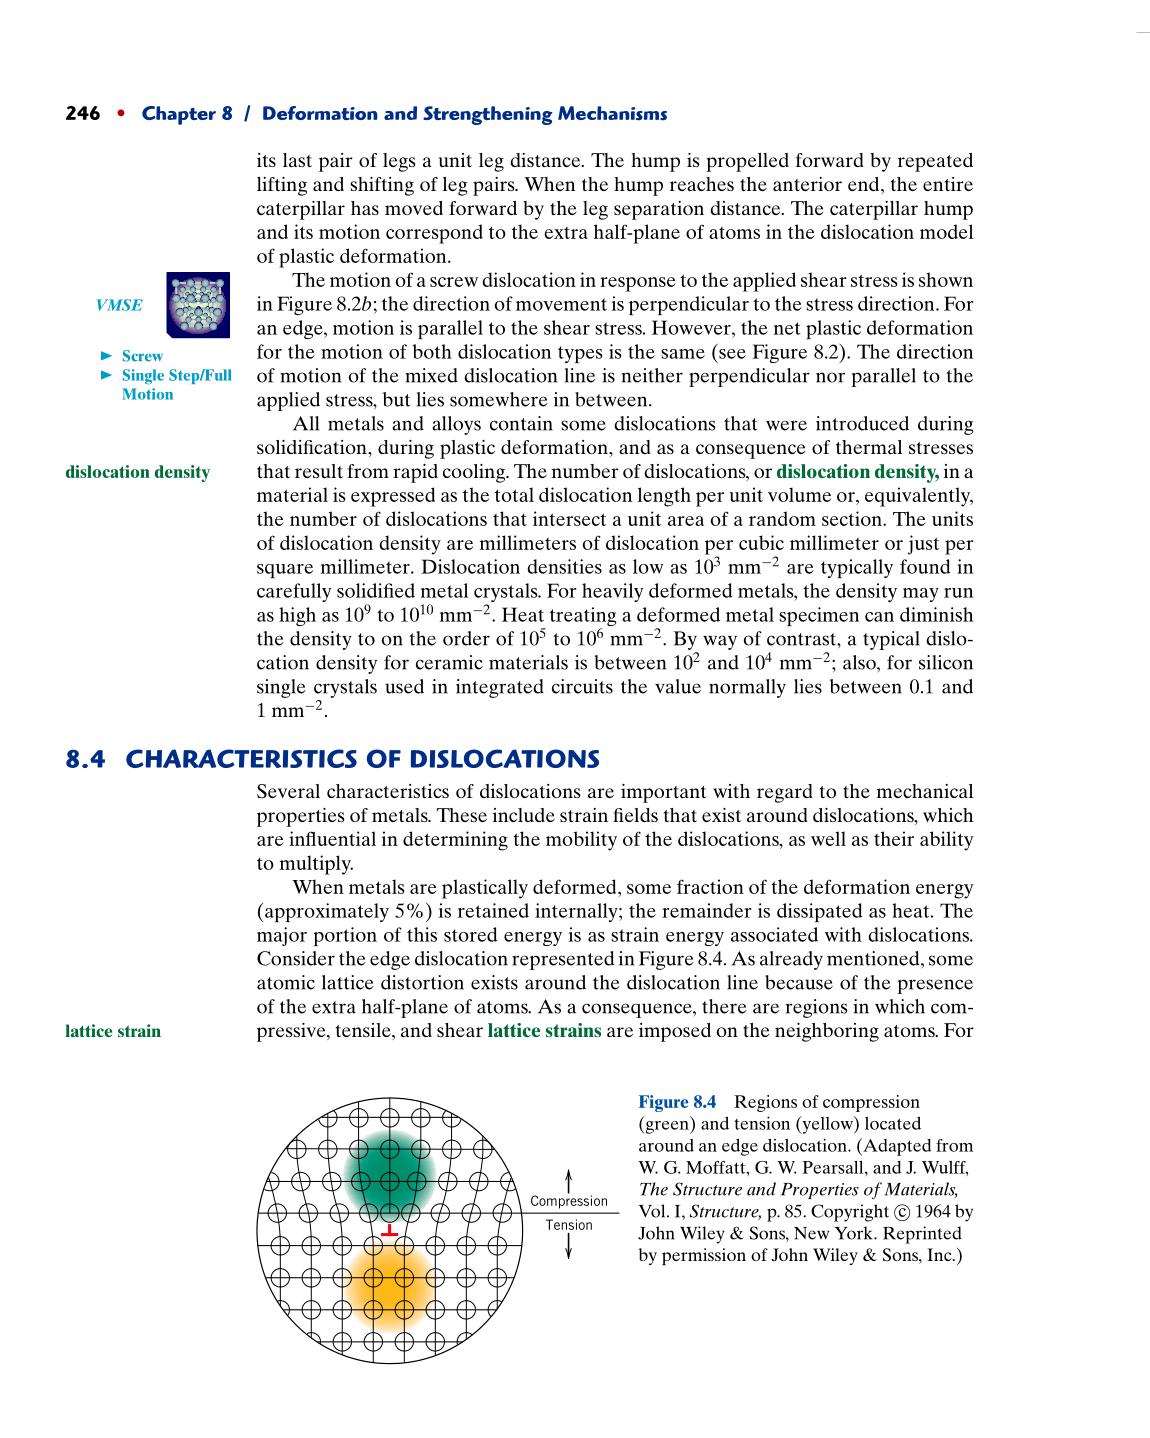 246 • Chapter 8 / Deformation and Strengthening Mechanisms
its last pair of legs a unit leg distance. The hump is propelled forward by repeated
lifting and shifting of leg pairs. When the hump reaches the anterior end, the entire
caterpillar has moved forward by the leg separation distance. The caterpillar hump
and its motion correspond to the extra half-plane of atoms in the dislocation model
of plastic deformation.
The motion of a screw dislocation in response to the applied shear stress is shown
in Figure 8.2b; the direction of movement is perpendicular to the stress direction. For
an edge, motion is parallel to the shear stress. However, the net plastic deformation
for the motion of both dislocation types is the same (see Figure 8.2). The direction
of motion of the mixed dislocation line is neither perpendicular nor parallel to the
applied stress, but lies somewhere in between.
VMSE
► Screw
► Single Step/Full
Motion
All metals and alloys contain some dislocations that were introduced during
solidification, during plastic deformation, and as a consequence of thermal stresses
that result from rapid cooling. The number of dislocations, or dislocation density, in a
material is expressed as the total dislocation length per unit volume or, equivalently,
the number of dislocations that intersect a unit area of a random section. The units
of dislocation density are millimeters of dislocation per cubic millimeter or just per
square millimeter. Dislocation densities as low as 10³ mm⁻² are typically found in
carefully solidified metal crystals. For heavily deformed metals, the density may run
as high as 10⁹ to 10¹⁰ mm⁻². Heat treating a deformed metal specimen can diminish
the density to on the order of 10⁵ to 10⁶ mm⁻². By way of contrast, a typical dislo-
cation density for ceramic materials is between 10² and 10⁴ mm⁻²; also, for silicon
single crystals used in integrated circuits the value normally lies between 0.1 and
1 mm⁻².
dislocation density
8.4 CHARACTERISTICS OF DISLOCATIONS
Several characteristics of dislocations are important with regard to the mechanical
properties of metals. These include strain fields that exist around dislocations, which
are influential in determining the mobility of the dislocations, as well as their ability
to multiply.
When metals are plastically deformed, some fraction of the deformation energy
(approximately 5%) is retained internally; the remainder is dissipated as heat. The
major portion of this stored energy is as strain energy associated with dislocations.
Consider the edge dislocation represented in Figure 8.4. As already mentioned, some
atomic lattice distortion exists around the dislocation line because of the presence
of the extra half-plane of atoms. As a consequence, there are regions in which com-
pressive, tensile, and shear lattice strains are imposed on the neighboring atoms. For
lattice strain
Compression
Tension
Figure 8.4 Regions of compression
(green) and tension (yellow) located
around an edge dislocation. (Adapted from
W. G. Moffatt, G. W. Pearsall, and J. Wulff,
The Structure and Properties of Materials,
Vol. I, Structure, p. 85. Copyright © 1964 by
John Wiley & Sons, New York. Reprinted
by permission of John Wiley & Sons, Inc.)